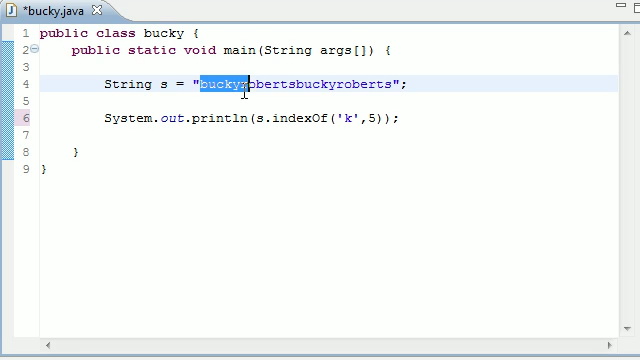 *bucky.java
1 public class bucky {
2 public static void main(String args[]) {
3
4 String s = "buckyrobertsbuckyroberts";
5
6 System.out.println(s.indexOf('k',5));
7
8 }
9 }